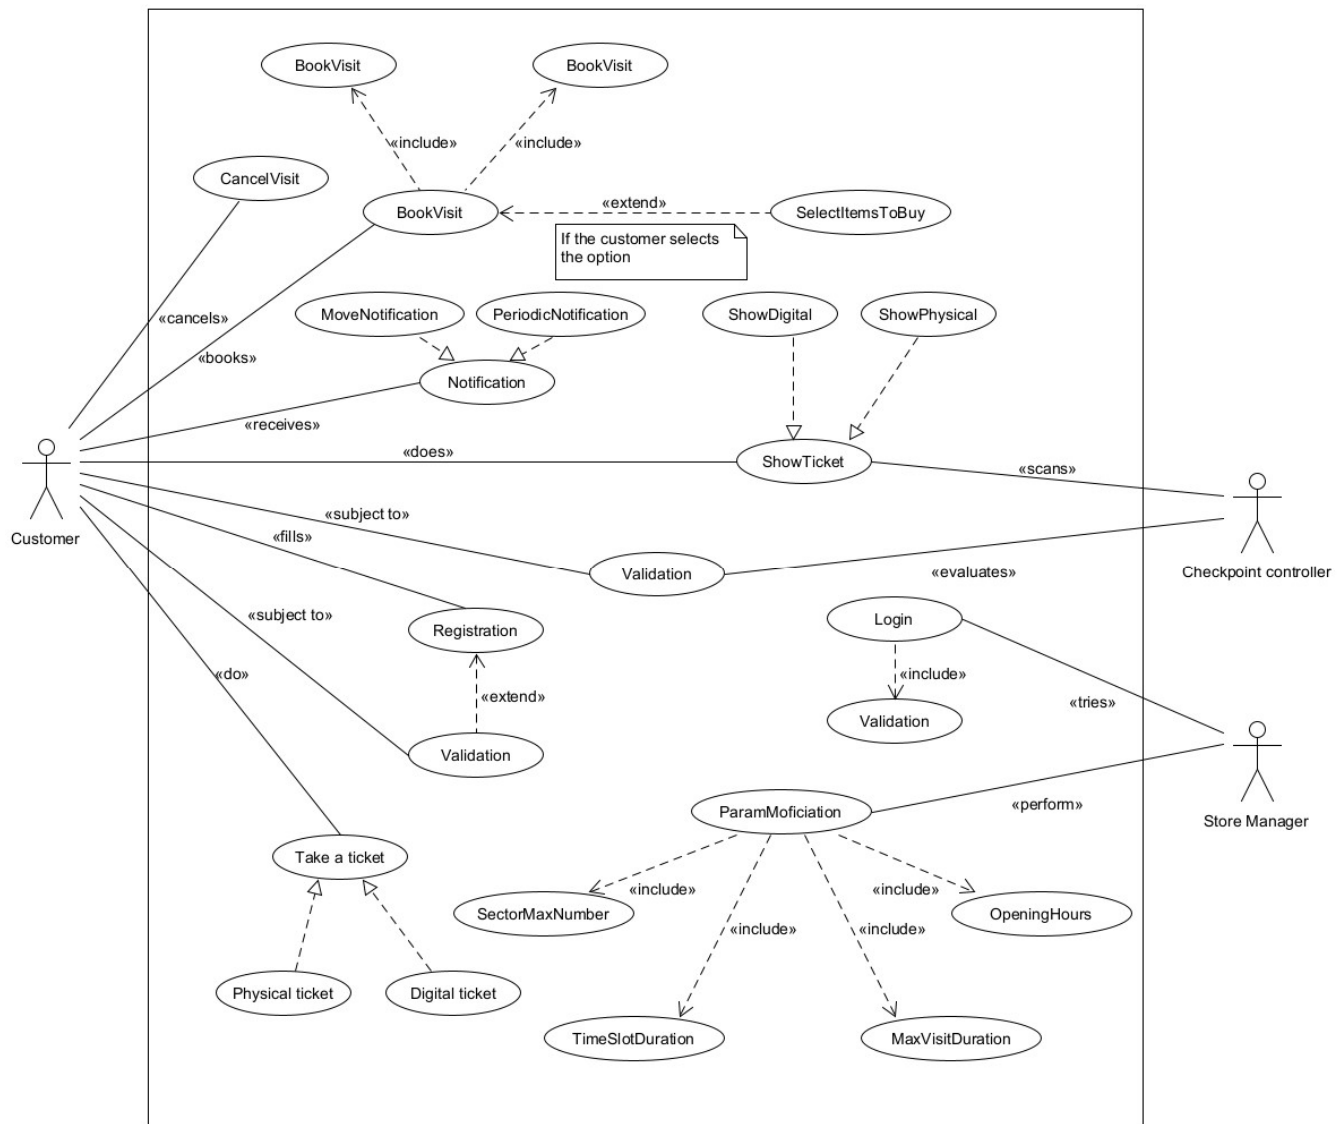 BookVisit
BookVisit
«include»
«include»
CancelVisit
BookVisit
«extend»
SelectItemsToBuy
If the customer selects
the option
MoveNotification
PeriodicNotification
ShowDigital
ShowPhysical
«cancels»
«books»
Notification
«receives»
«does»
ShowTicket
«scans»
Customer
«subject to»
«fills»
Validation
«evaluates»
Checkpoint controller
«subject to»
Registration
Login
«do»
«include»
«extend»
«tries»
Validation
Validation
ParamMoficiation
«perform»
Store Manager
Take a ticket
«include»
«include»
SectorMaxNumber
OpeningHours
«include»
«include»
Physical ticket
Digital ticket
TimeSlotDuration
MaxVisitDuration